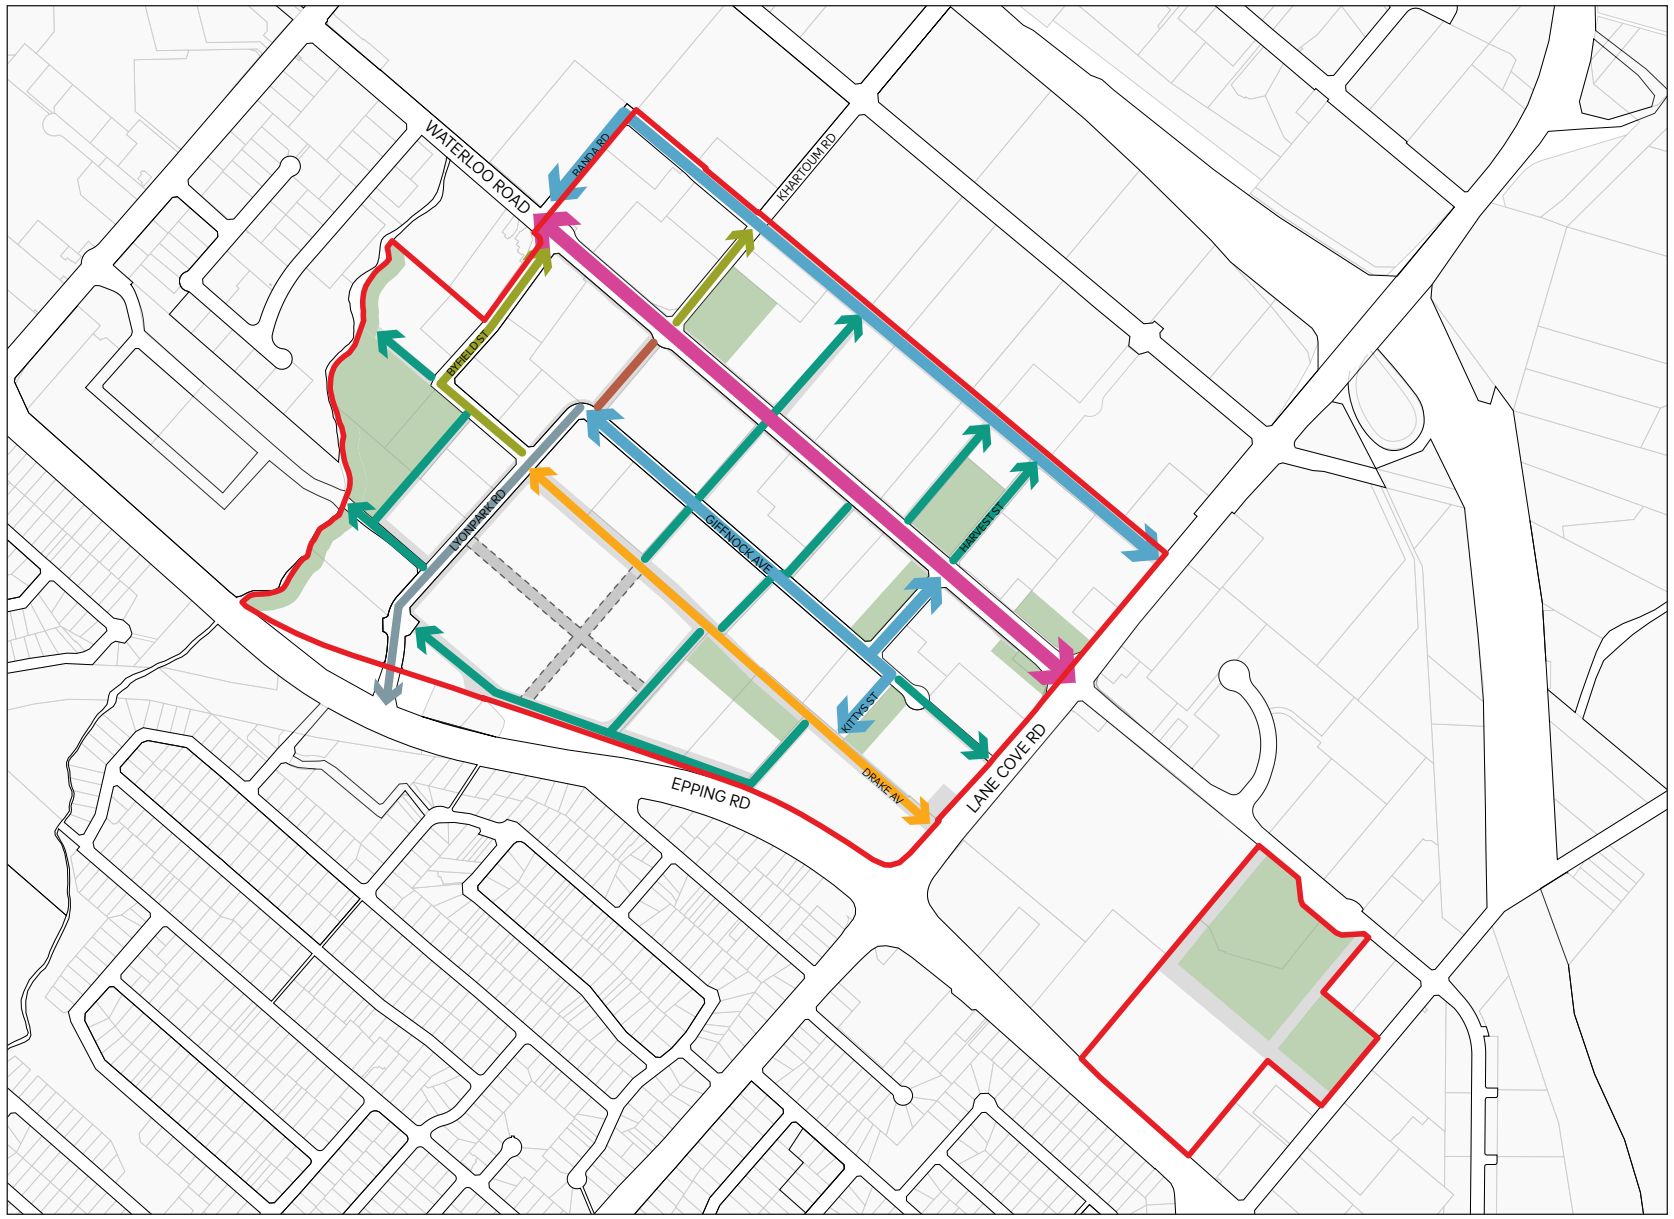 WATERLOO ROAD
BANDA RD
KHARTOUM RD
BYFIELD ST
LYONPARK RD
GIFFNOCK AVE
HARVEST ST
KITTYS ST
DRAKE AV
LANE COVE RD
EPPING RD